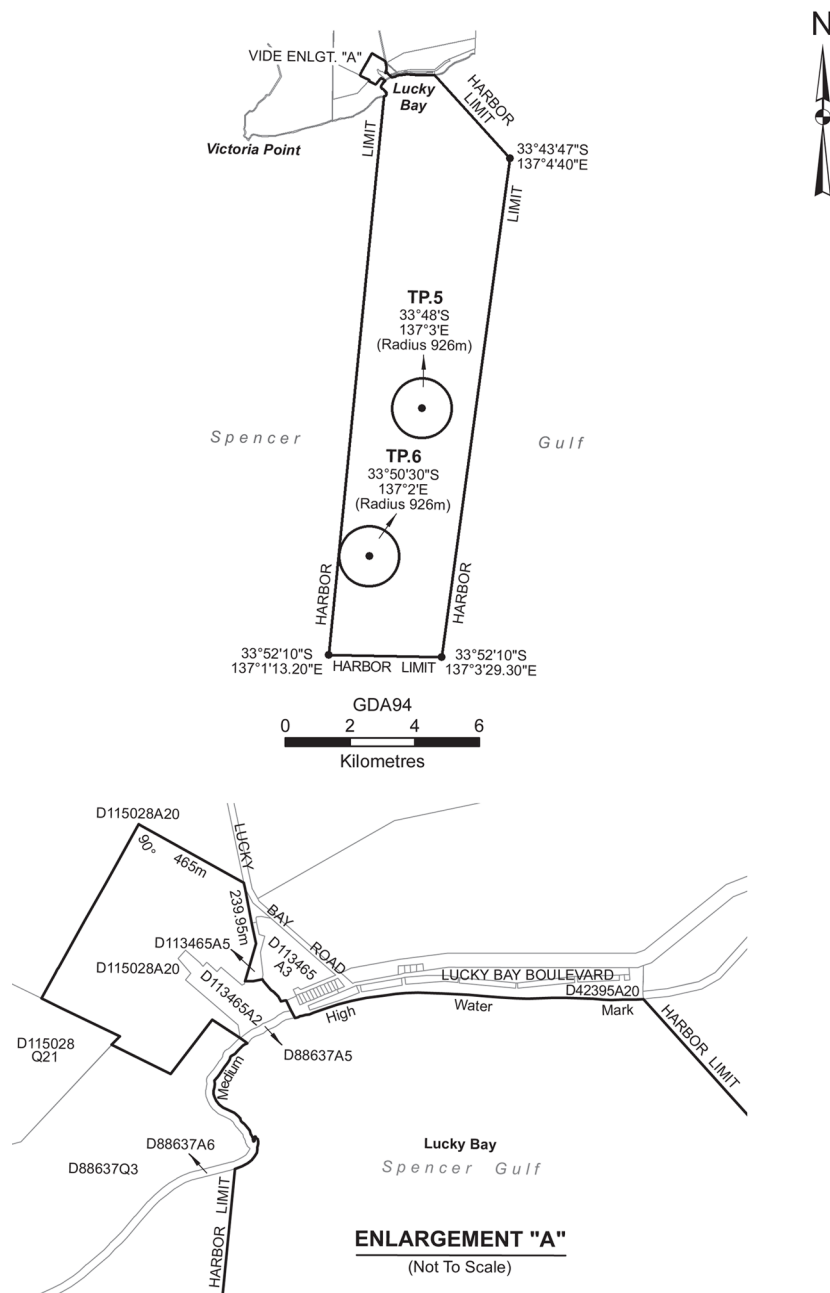 N
VIDE ENLGT. "A"
Lucky
Bay
HARBOR
LIMIT
Victoria Point
LIMIT
33°43'47"S
137°4'40"E
LIMIT
TP.5
33°48'S
137°3'E
(Radius 926m)
Spencer
Gulf
TP.6
33°50'30"S
137°2'E
(Radius 926m)
HARBOR
HARBOR
33°52'10"S
137°1'13.20"E
HARBOR LIMIT
33°52'10"S
137°3'29.30"E
GDA94
0 2 4 6
Kilometres
D115028A20
90°
465m
LUCKY
239.95m
BAY
ROAD
D113465A5
D113465
A3
D115028A20
D113465A2
LUCKY BAY BOULEVARD
D42395A20
High
Water
Mark
D115028
Q21
D88637A5
Medium
HARBOR LIMIT
D88637A6
D88637Q3
Lucky Bay
Spencer Gulf
HARBOR LIMIT
ENLARGEMENT "A"
(Not To Scale)